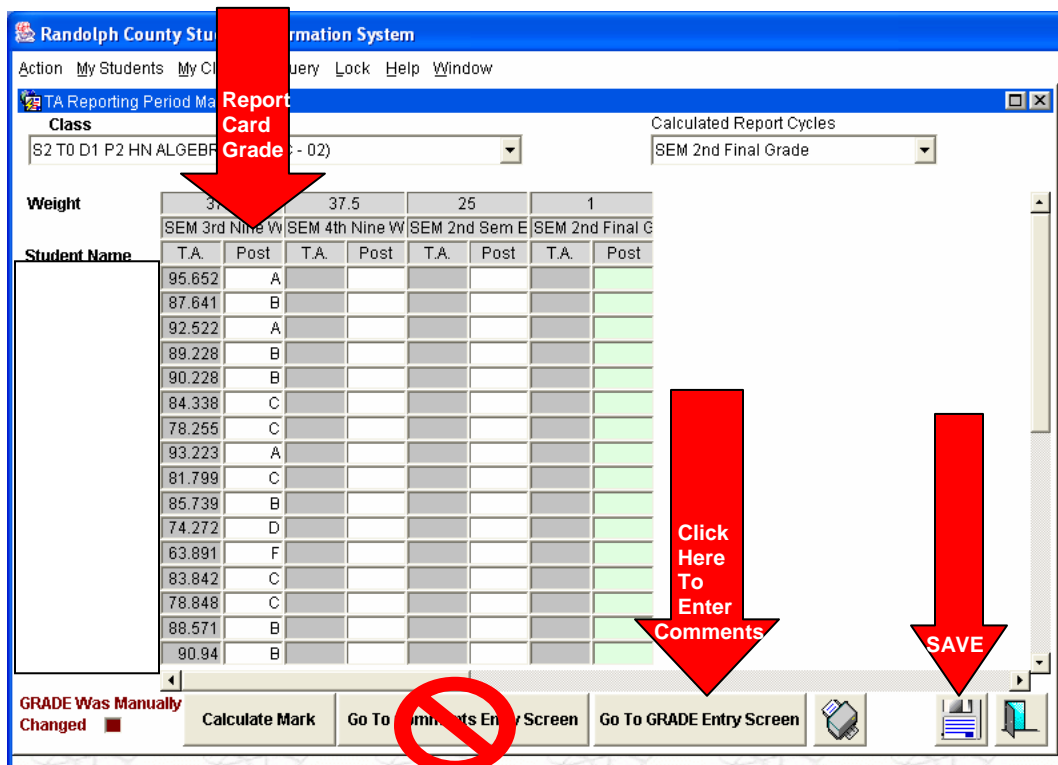 Randolph County Stu rmation System
Action My Students My Cl uery Lock Help Window
TA Reporting Period Ma
Report
Card
Grade
Class
Calculated Report Cycles
S2 T0 D1 P2 HN ALGEBR - 02)
SEM 2nd Final Grade
Weight
37.5 25 1
SEM 3rd Nine W SEM 4th Nine W SEM 2nd Sem E SEM 2nd Final G
Student Name T.A. Post T.A. Post T.A. Post T.A. Post
95.652 A
87.641 B
92.522 A
89.228 B
90.228 B
84.338 C
78.255 C
93.223 A
81.799 C
85.739 B
74.272 D
63.891 F
83.842 C
78.848 C
88.571 B
90.94 B
Click
Here
To
Enter
Comments
SAVE
GRADE Was Manually
Changed
Calculate Mark
Go To Comments Entry Screen
Go To GRADE Entry Screen